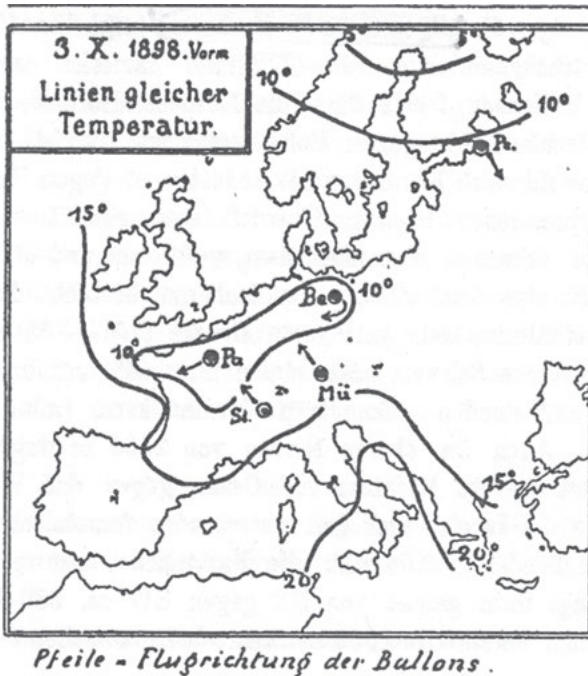 3. X. 1898. Vorm
Linien gleicher
Temperatur.
10°
10°
P.
15°
Be
10°
10°
Pa
Mü
St
15°
20°
20°
Pfeile = Flugrichtung der Ballons.